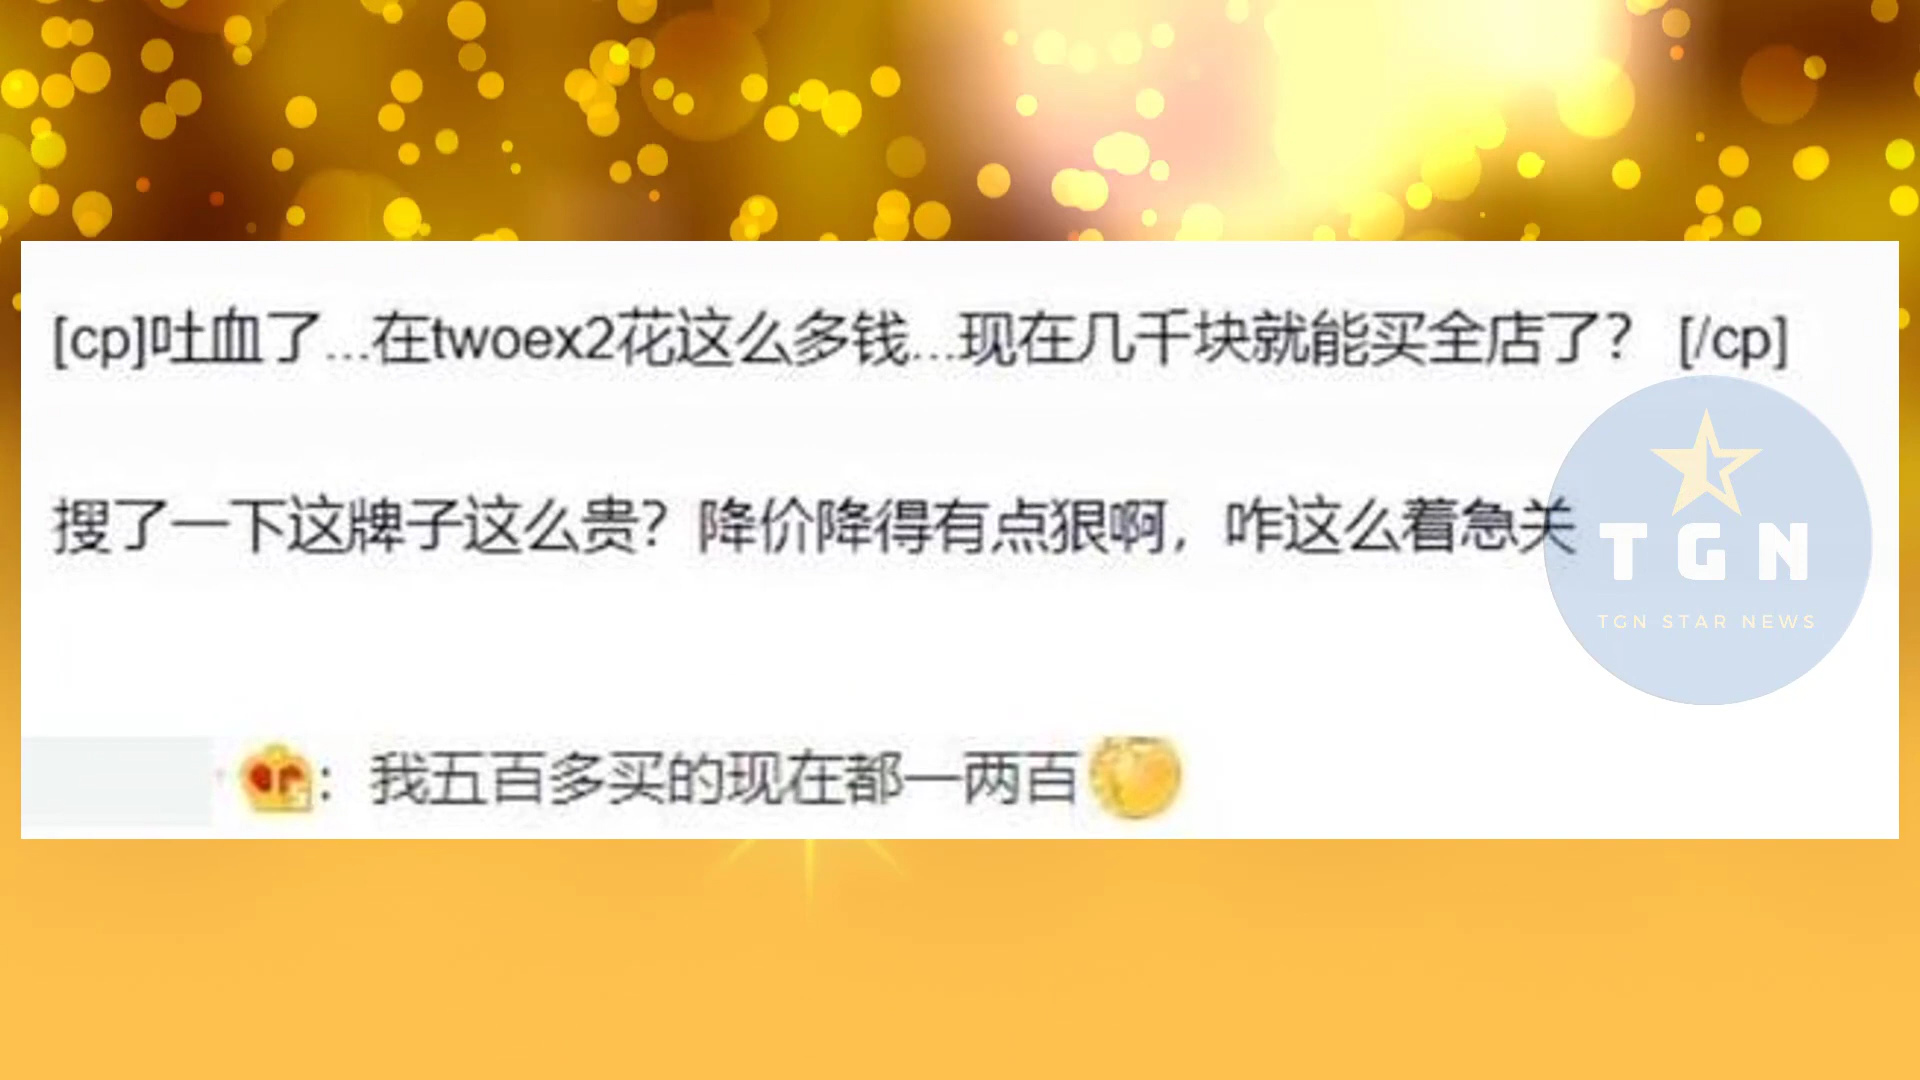 [cp]吐血了...在twoex2花这么多钱...现在几千块就能买全店了？ [/cp]
搜了一下这牌子这么贵？降价降得有点狠啊，咋这么着急关
TGN
TGN STAR NEWS
：我五百多买的现在都一两百